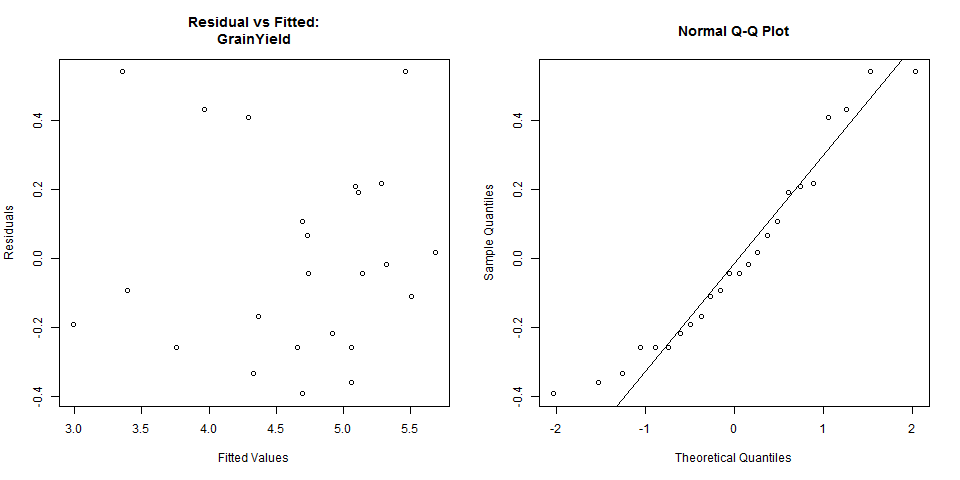 Residual vs Fitted:
GrainYield
Residuals
0.4
0.2
0.0
-0.2
-0.4
3.0 3.5 4.0 4.5 5.0 5.5
Fitted Values
Normal Q-Q Plot
Sample Quantiles
0.4
0.2
0.0
-0.2
-0.4
-2 -1 0 1 2
Theoretical Quantiles